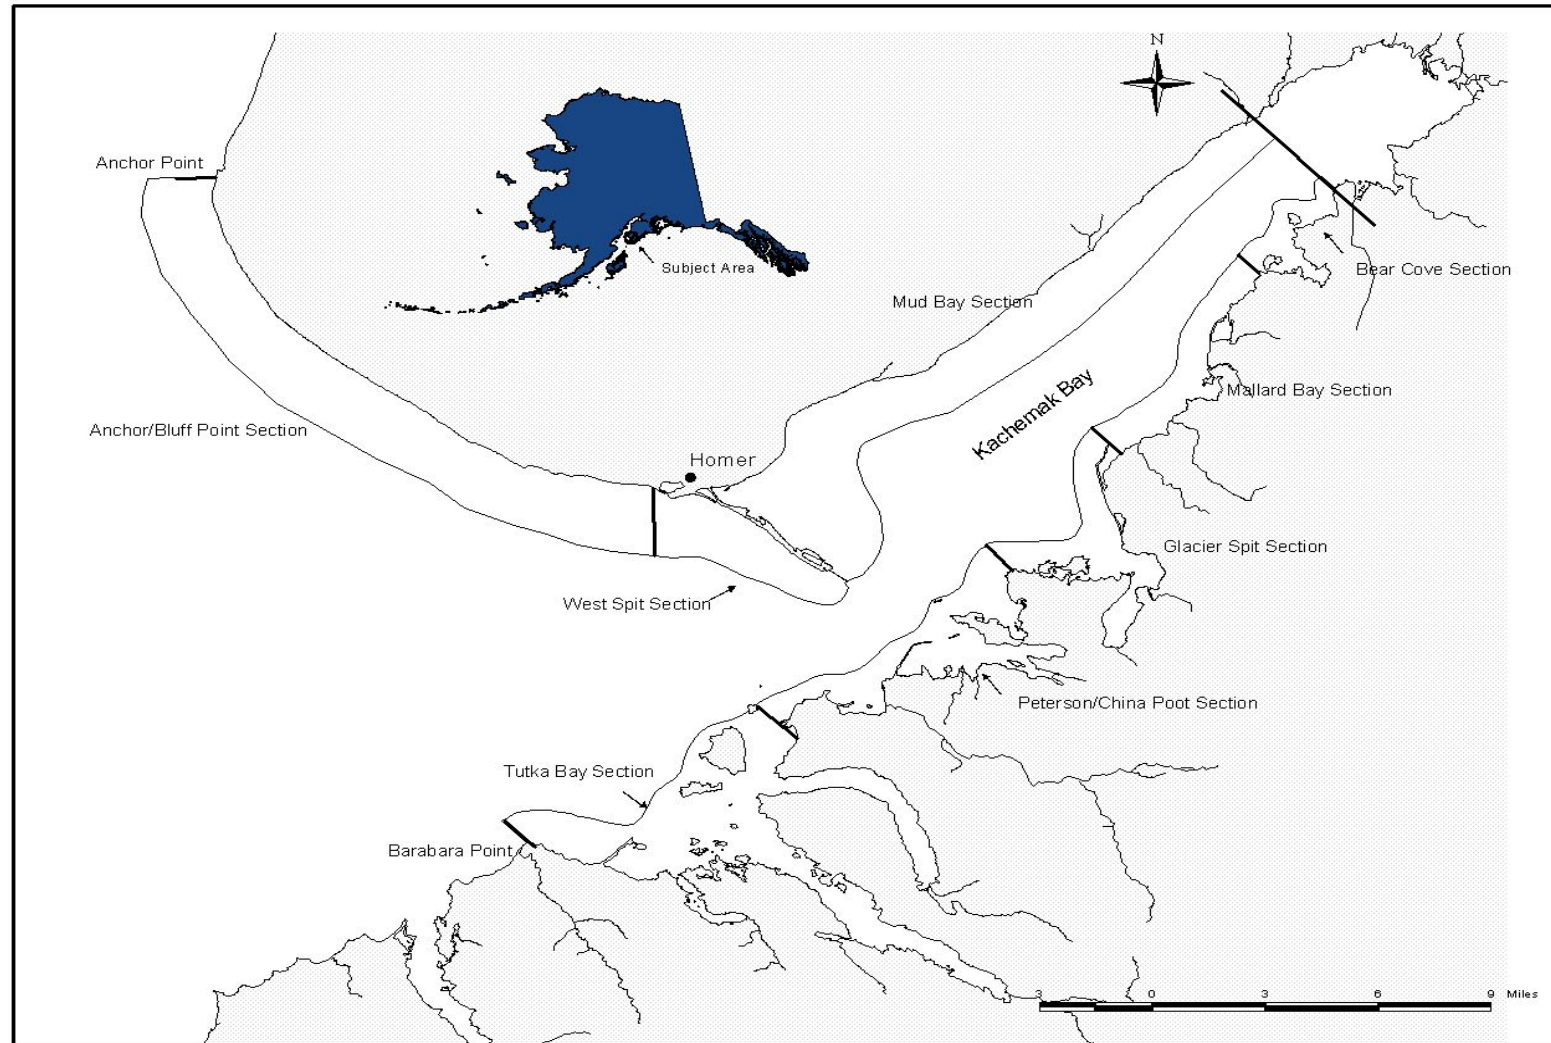 N
Anchor Point
Subject Area
Bear Cove Section
Mud Bay Section
Mallard Bay Section
Kachemak Bay
Anchor/Bluff Point Section
Homer
Glacier Spit Section
West Spit Section
Peterson/China Poot Section
Tutka Bay Section
Barabara Point
3 0 3 6 9 Miles